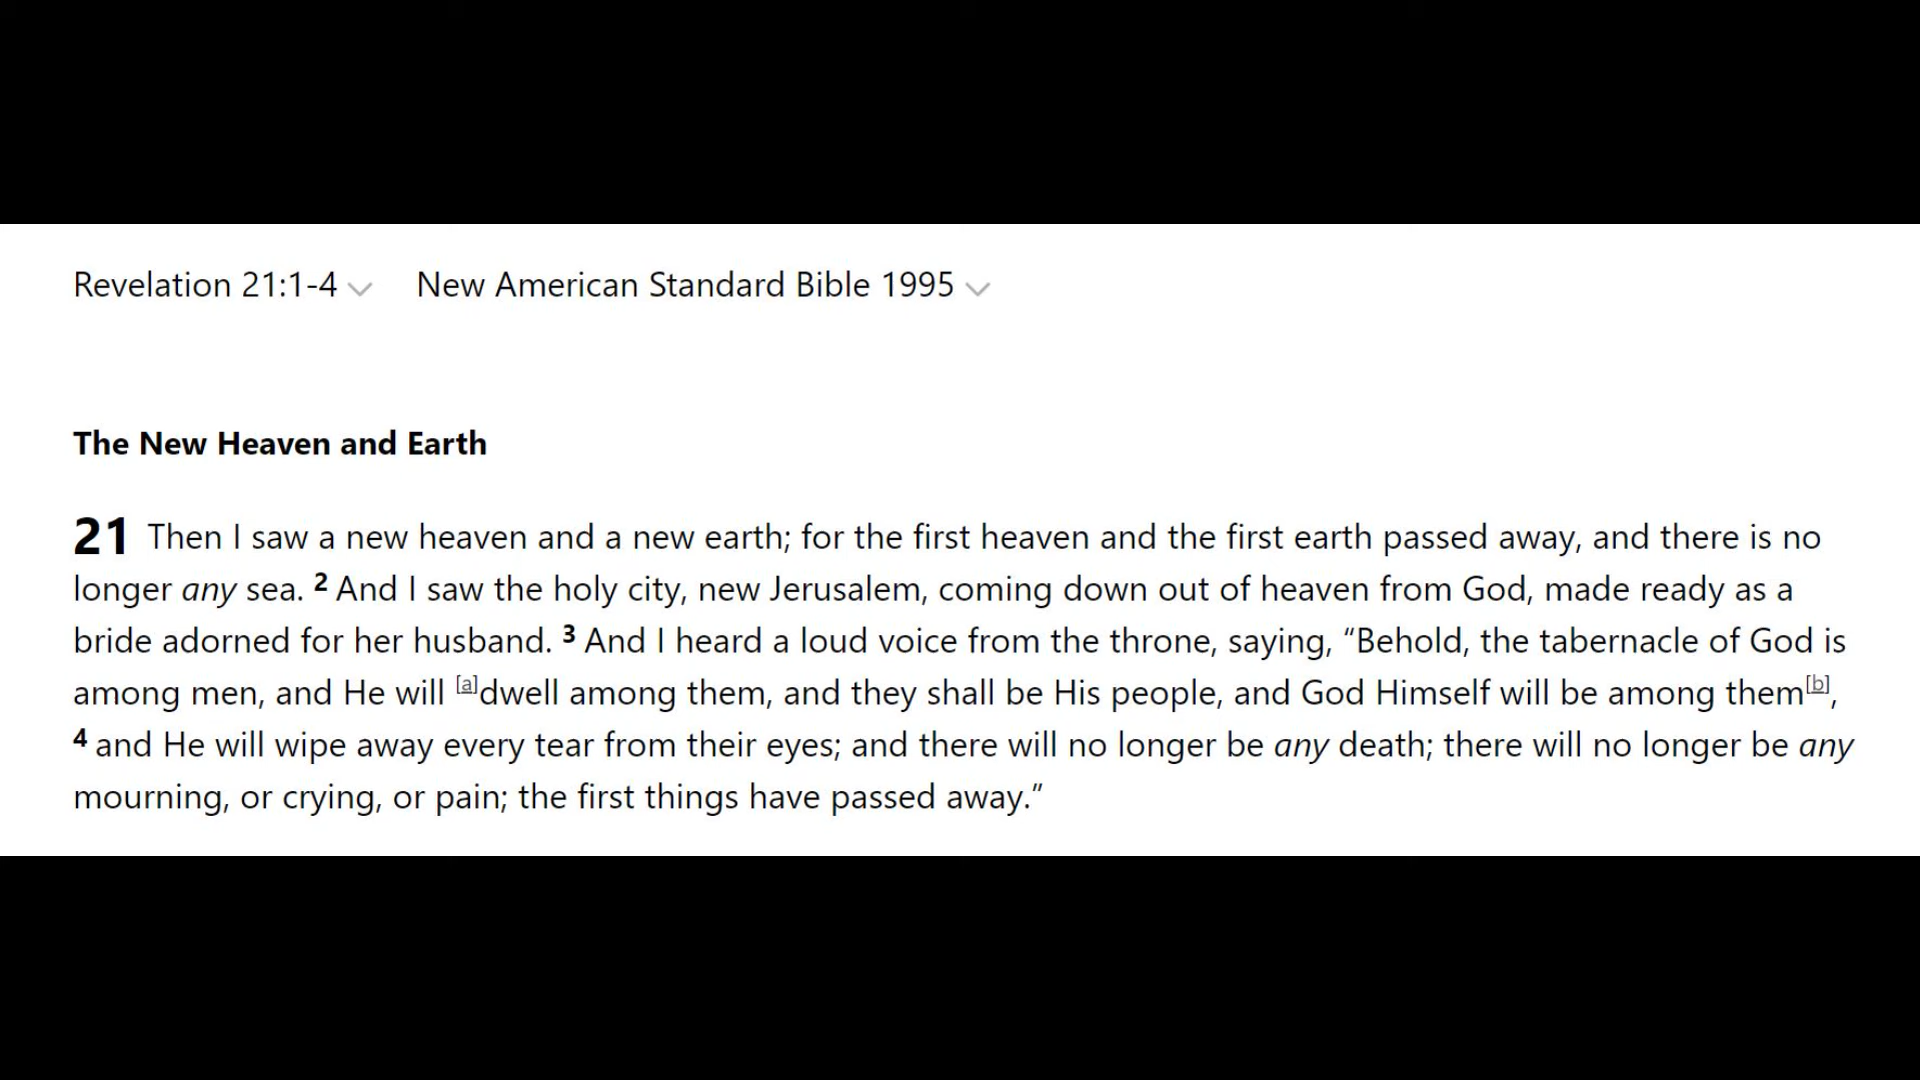 Revelation 21:1-4 New American Standard Bible 1995
The New Heaven and Earth
21 Then I saw a new heaven and a new earth; for the first heaven and the first earth passed away, and there is no
longer any sea. 2 And I saw the holy city, new Jerusalem, coming down out of heaven from God, made ready as a
bride adorned for her husband. 3 And I heard a loud voice from the throne, saying, “Behold, the tabernacle of God is
among men, and He will [a]dwell among them, and they shall be His people, and God Himself will be among them[b],
4 and He will wipe away every tear from their eyes; and there will no longer be any death; there will no longer be any
mourning, or crying, or pain; the first things have passed away.”